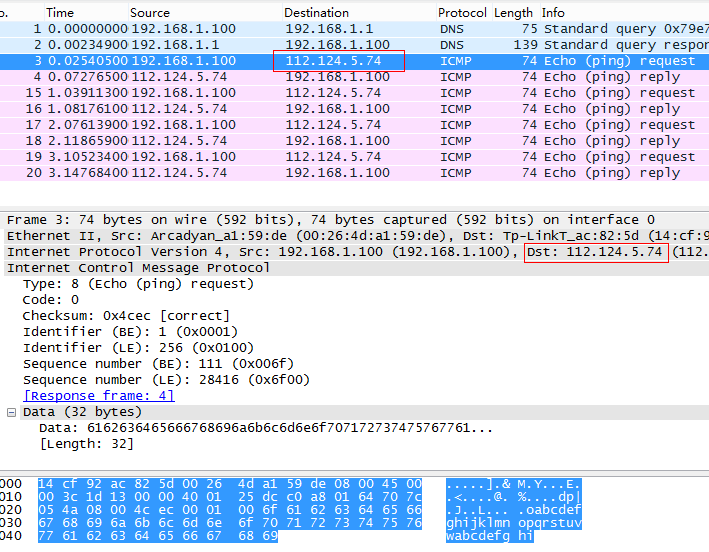 o. Time Source Destination Protocol Length Info
1 0.00000000 192.168.1.100 192.168.1.1 DNS 75 Standard query 0x79e7
2 0.00234900 192.168.1.1 192.168.1.100 DNS 139 Standard query respon
3 0.02540500 192.168.1.100 112.124.5.74 ICMP 74 Echo (ping) request
4 0.07276500 112.124.5.74 192.168.1.100 ICMP 74 Echo (ping) reply
15 1.03911300 192.168.1.100 112.124.5.74 ICMP 74 Echo (ping) request
16 1.08176100 112.124.5.74 192.168.1.100 ICMP 74 Echo (ping) reply
17 2.07613900 192.168.1.100 112.124.5.74 ICMP 74 Echo (ping) request
18 2.11865900 112.124.5.74 192.168.1.100 ICMP 74 Echo (ping) reply
19 3.10523400 192.168.1.100 112.124.5.74 ICMP 74 Echo (ping) request
20 3.14768400 112.124.5.74 192.168.1.100 ICMP 74 Echo (ping) reply
Frame 3: 74 bytes on wire (592 bits), 74 bytes captured (592 bits) on interface 0
Ethernet II, Src: Arcadyan_a1:59:de (00:26:4d:a1:59:de), Dst: Tp-LinkT_ac:82:5d (14:cf:9
Internet Protocol Version 4, Src: 192.168.1.100 (192.168.1.100), Dst: 112.124.5.74 (112.
Internet Control Message Protocol
Type: 8 (Echo (ping) request)
Code: 0
Checksum: 0x4cec [correct]
Identifier (BE): 1 (0x0001)
Identifier (LE): 256 (0x0100)
Sequence number (BE): 111 (0x006f)
Sequence number (LE): 28416 (0x6f00)
[Response frame: 4]
Data (32 bytes)
Data: 6162636465666768696a6b6c6d6e6f707172737475767761...
[Length: 32]
000 14 cf 92 ac 82 5d 00 26 4d a1 59 de 08 00 45 00 .....].& M.Y...E.
010 00 3c 1d 13 00 00 40 01 25 dc c0 a8 01 64 70 7c .<....@. %....dp|
020 05 4a 08 00 4c ec 00 01 00 6f 61 62 63 64 65 66 .J..L... .oabcdef
030 67 68 69 6a 6b 6c 6d 6e 6f 70 71 72 73 74 75 76 ghijklmn opqrstuv
040 77 61 62 63 64 65 66 67 68 69 wabcdefg hi